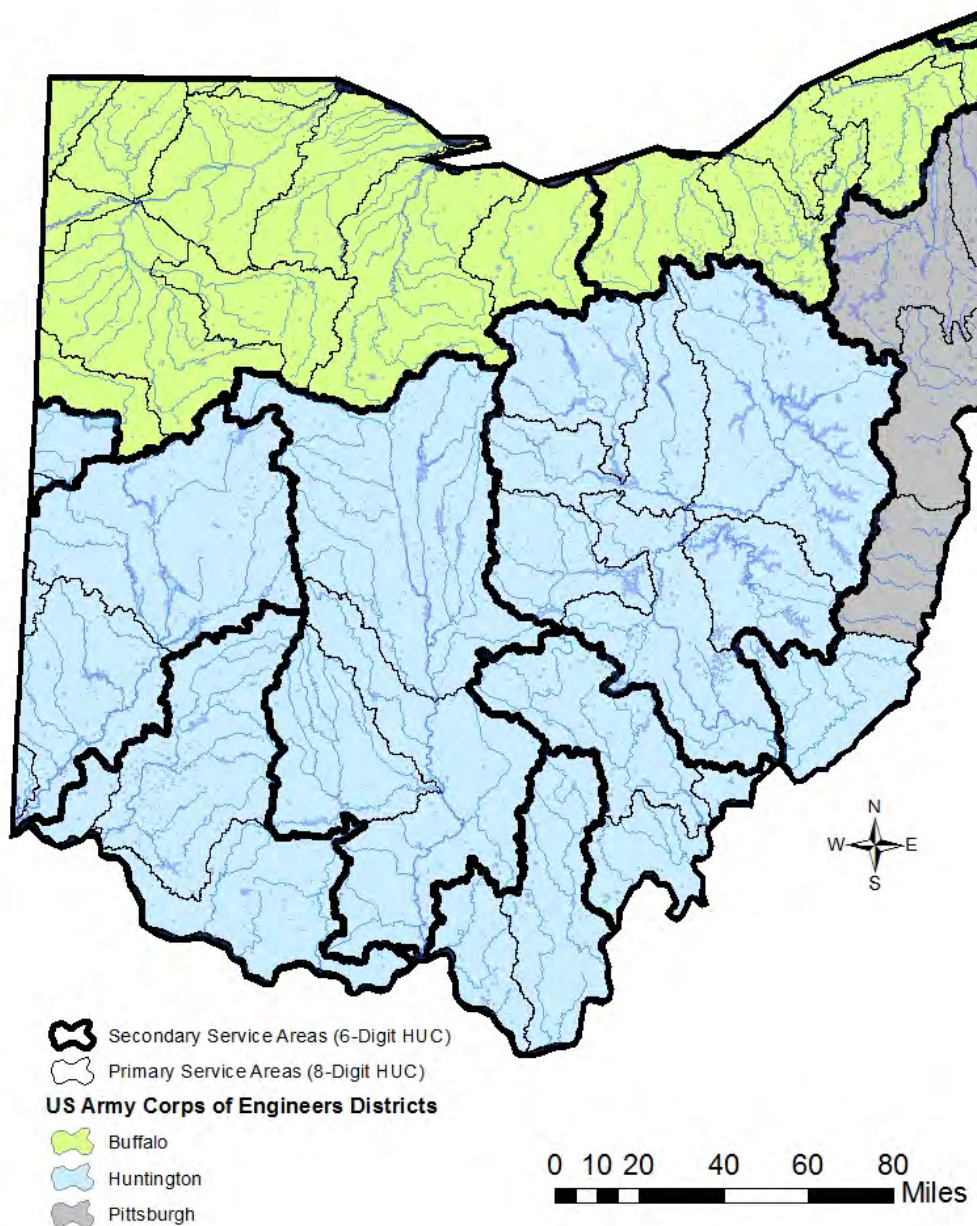 N
W E
S
Secondary Service Areas (6-Digit HUC)
Primary Service Areas (8-Digit HUC)
US Army Corps of Engineers Districts
Buffalo
Huntington
Pittsburgh
0 10 20 40 60 80
Miles